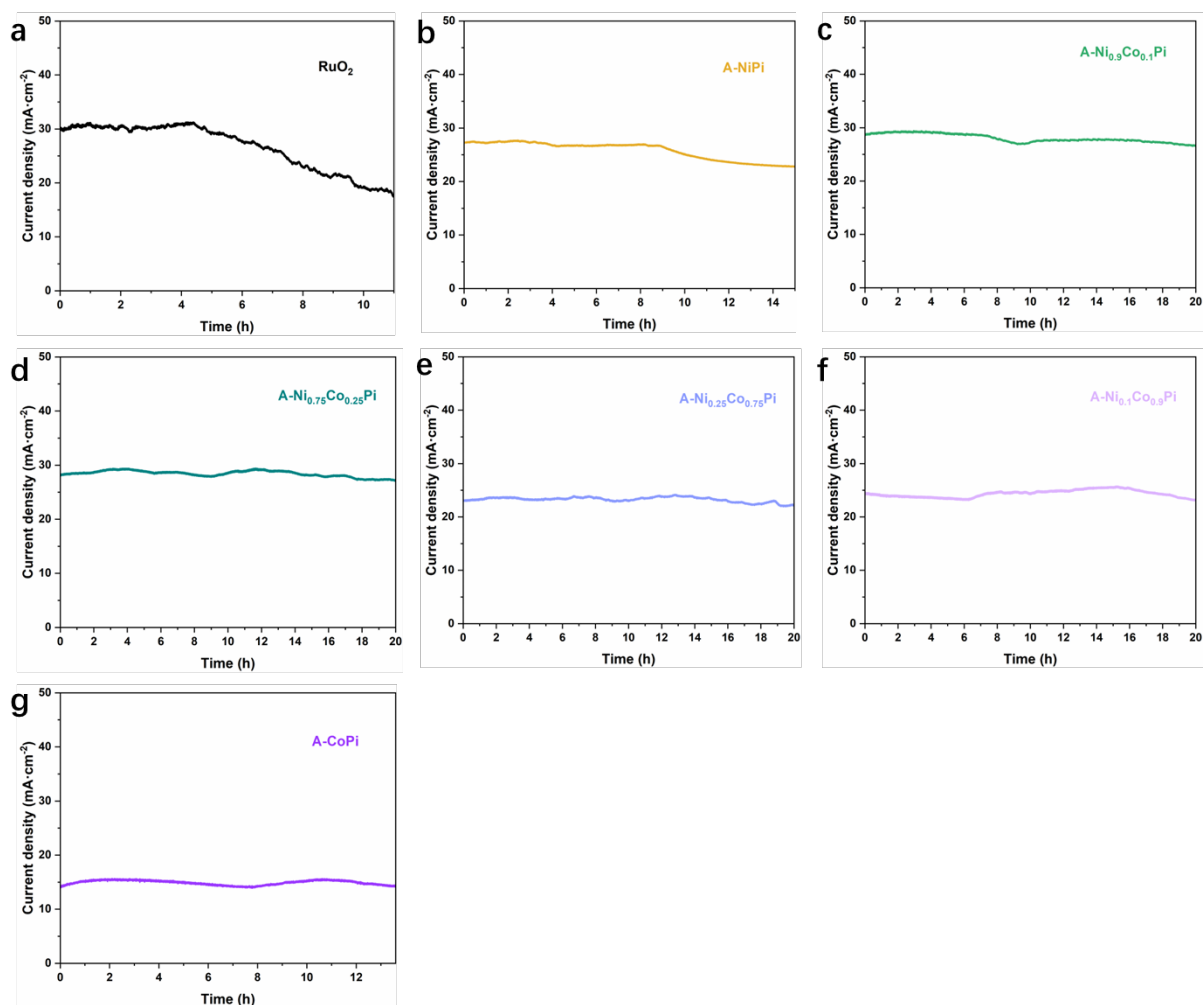 a
RuO₂
Current density (mA·cm⁻²)
50
40
30
20
10
0
0 2 4 6 8 10
Time (h)
b
A-NiPi
Current density (mA·cm⁻²)
50
40
30
20
10
0
0 2 4 6 8 10 12 14
Time (h)
c
A-Ni₀.₉Co₀.₁Pi
Current density (mA·cm⁻²)
50
40
30
20
10
0
0 2 4 6 8 10 12 14 16 18 20
Time (h)
d
A-Ni₀.₇₅Co₀.₂₅Pi
Current density (mA·cm⁻²)
50
40
30
20
10
0
0 2 4 6 8 10 12 14 16 18 20
Time (h)
e
A-Ni₀.₂₅Co₀.₇₅Pi
Current density (mA·cm⁻²)
50
40
30
20
10
0
0 2 4 6 8 10 12 14 16 18 20
Time (h)
f
A-Ni₀.₁Co₀.₉Pi
Current density (mA·cm⁻²)
50
40
30
20
10
0
0 2 4 6 8 10 12 14 16 18 20
Time (h)
g
A-CoPi
Current density (mA·cm⁻²)
50
40
30
20
10
0
0 2 4 6 8 10 12
Time (h)